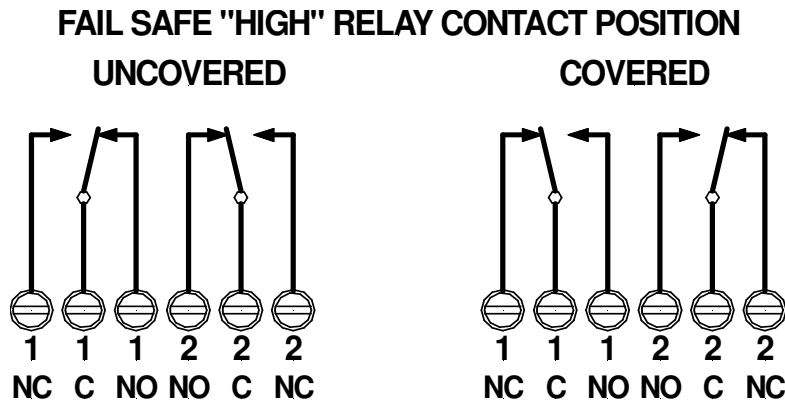 FAIL SAFE "HIGH" RELAY CONTACT POSITION
UNCOVERED COVERED
1 1 1 2 2 2 1 1 1 2 2 2
NC C NO NO C NC NC C NO NO C NC